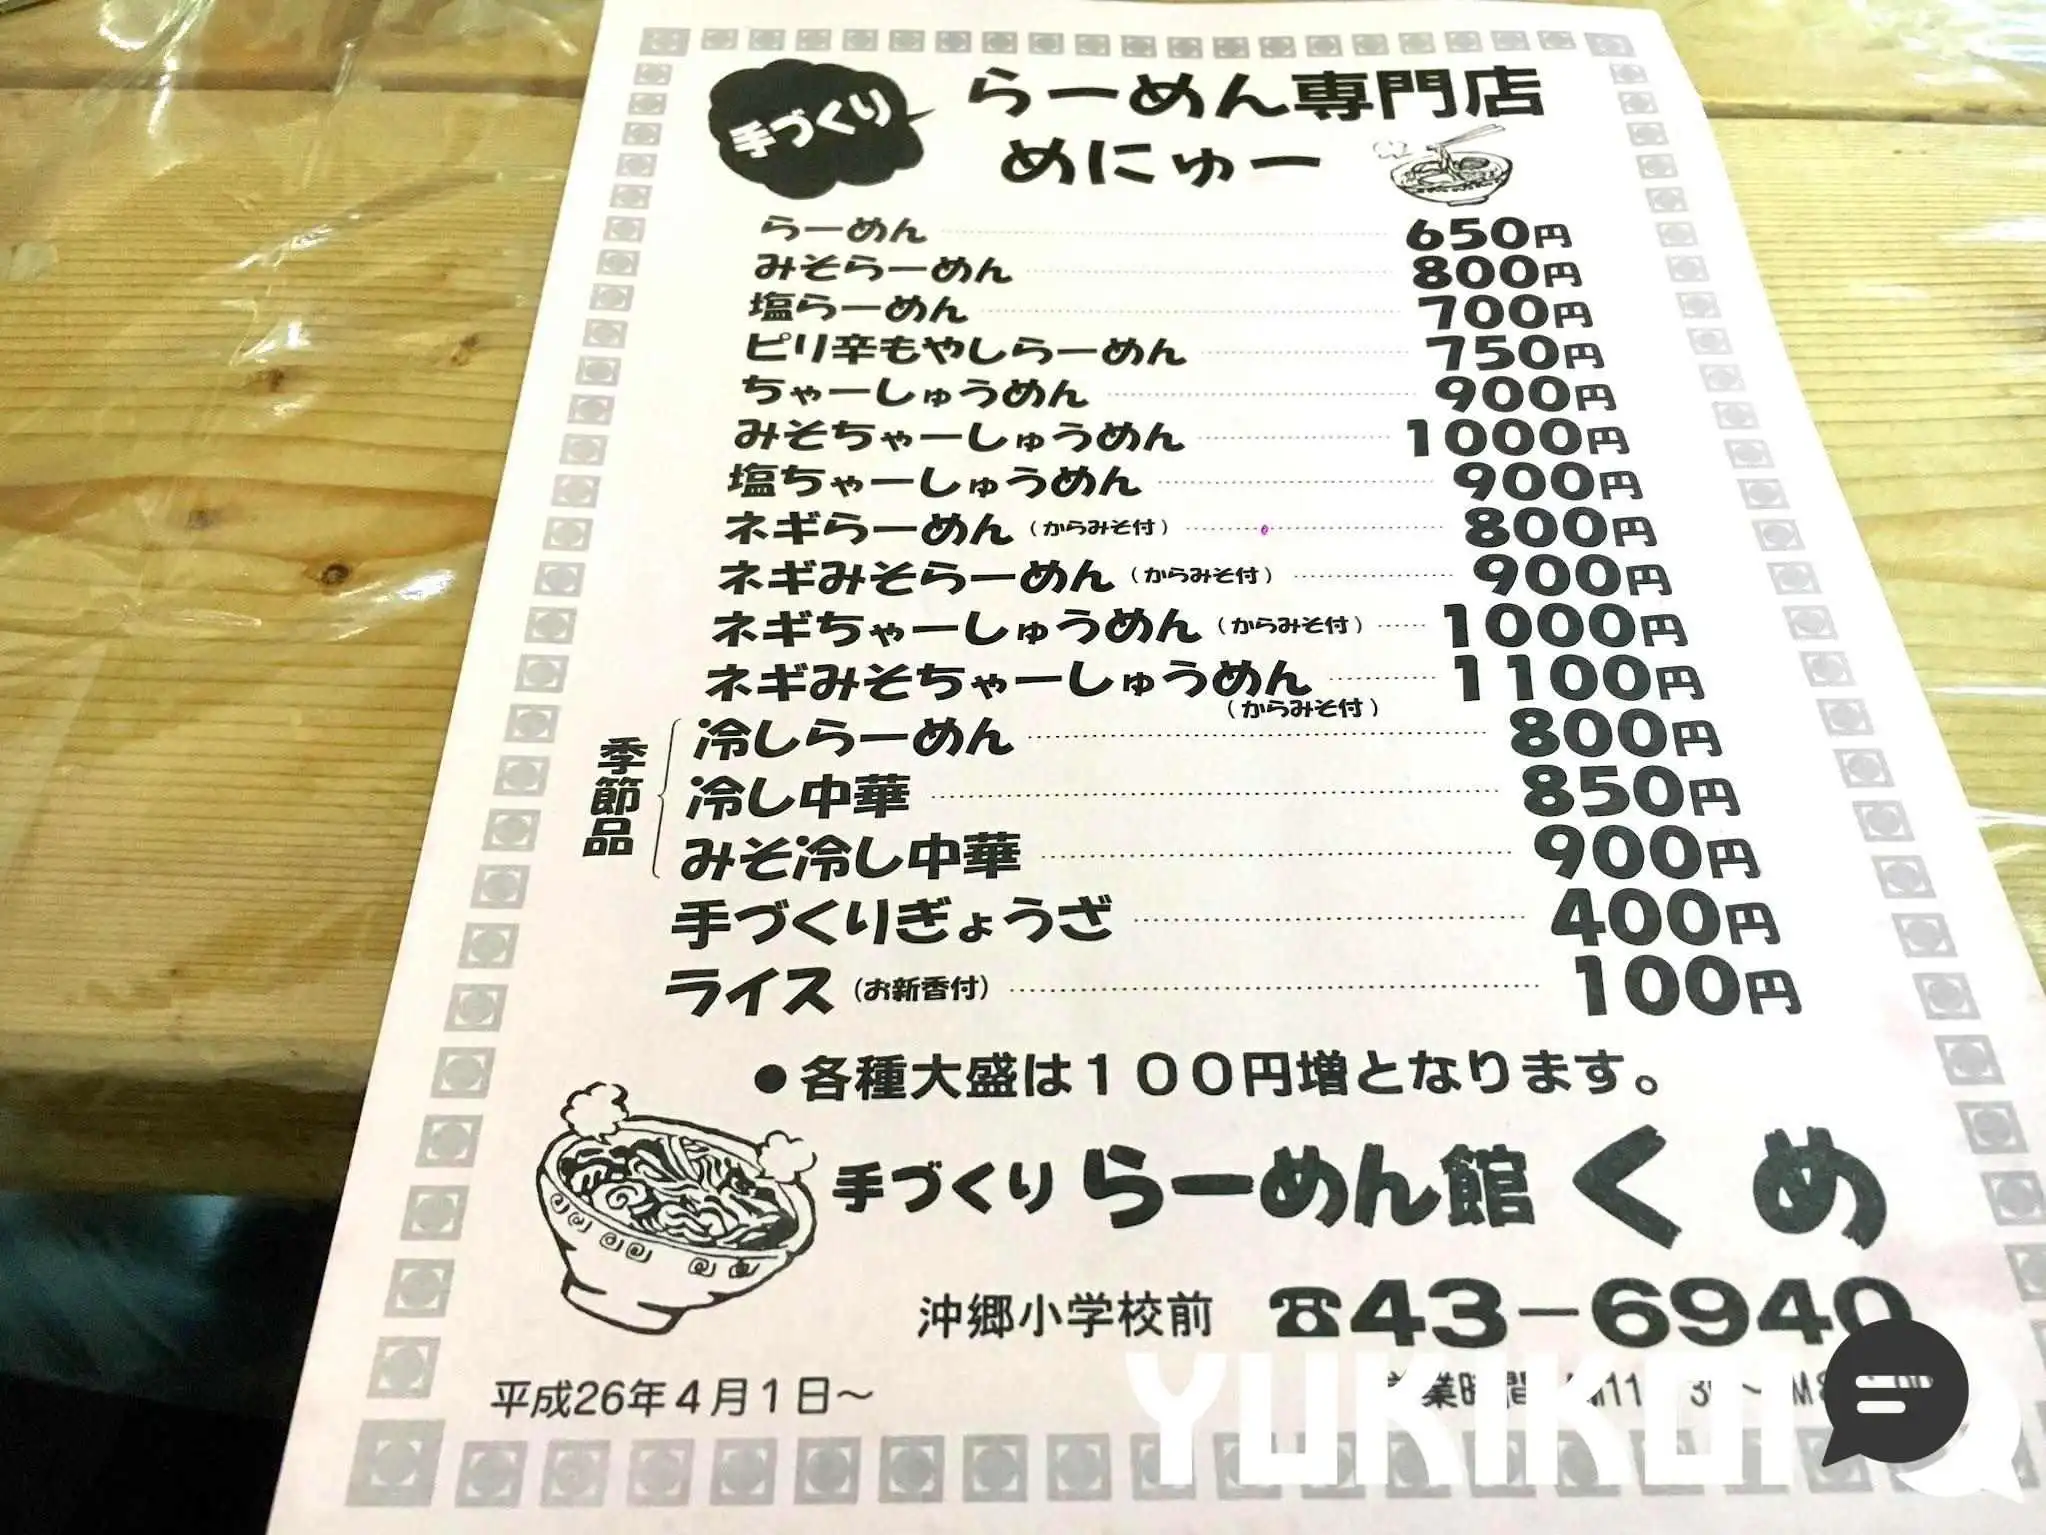 手づくり
らーめん専門店
めにゅー
らーめん 650円
みそらーめん 800円
塩らーめん 700円
ピリ辛もやしらーめん 750円
ちゃーしゅうめん 900円
みそちゃーしゅうめん 1000円
塩ちゃーしゅうめん 900円
ネギらーめん(からみそ付) 800円
ネギみそらーめん(からみそ付) 900円
ネギちゃーしゅうめん(からみそ付) 1000円
ネギみそちゃーしゅうめん 1100円
(からみそ付)
季節品
冷しらーめん 800円
冷し中華 850円
みそ冷し中華 900円
手づくりぎょうざ 400円
ライス(お新香付) 100円
●各種大盛は100円増となります。
手づくり らーめん館 くめ
沖郷小学校前 ☎43-6940
平成26年4月1日~
営業時間
YUKIKO